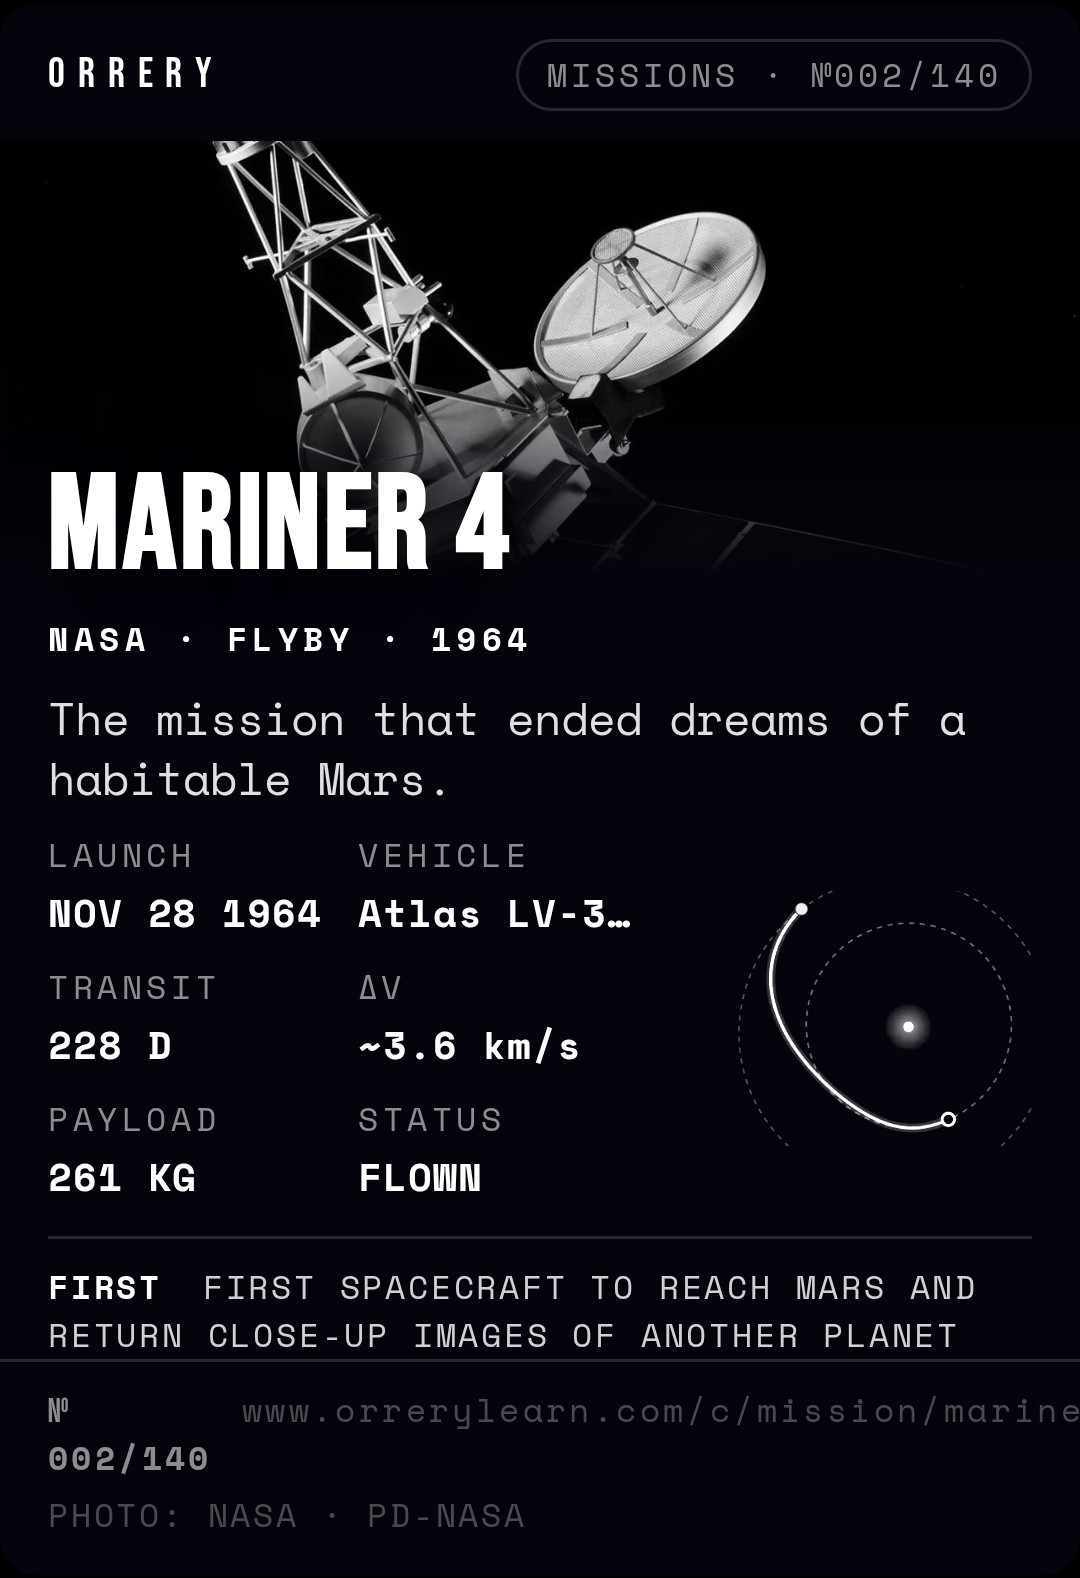 ORRERY
MISSIONS · №002/140
MARINER 4
NASA · FLYBY · 1964
The mission that ended dreams of a
habitable Mars.
LAUNCH VEHICLE
NOV 28 1964 Atlas LV-3…
TRANSIT ΔV
228 D ~3.6 km/s
PAYLOAD STATUS
261 KG FLOWN
FIRST FIRST SPACECRAFT TO REACH MARS AND
RETURN CLOSE-UP IMAGES OF ANOTHER PLANET
№ www.orrerylearn.com/c/mission/marine
002/140
PHOTO: NASA · PD-NASA